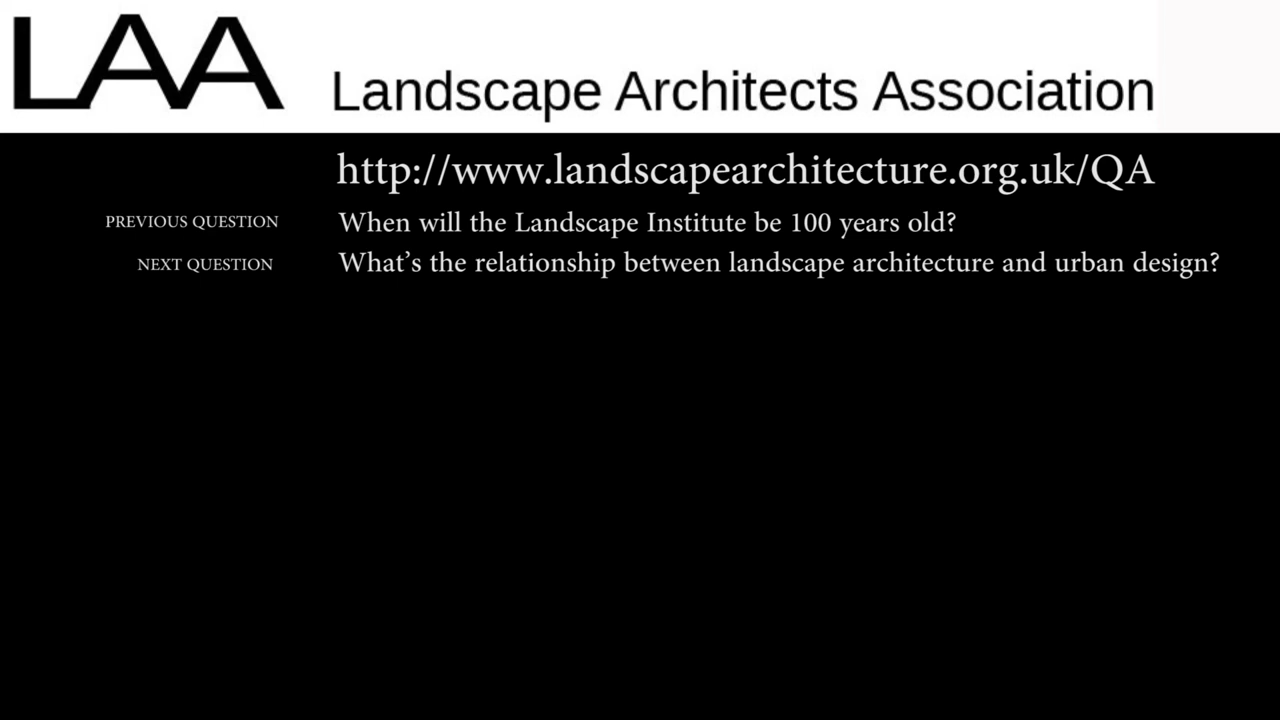 LAA Landscape Architects Association
http://www.landscapearchitecture.org.uk/QA
PREVIOUS QUESTION When will the Landscape Institute be 100 years old?
NEXT QUESTION What’s the relationship between landscape architecture and urban design?